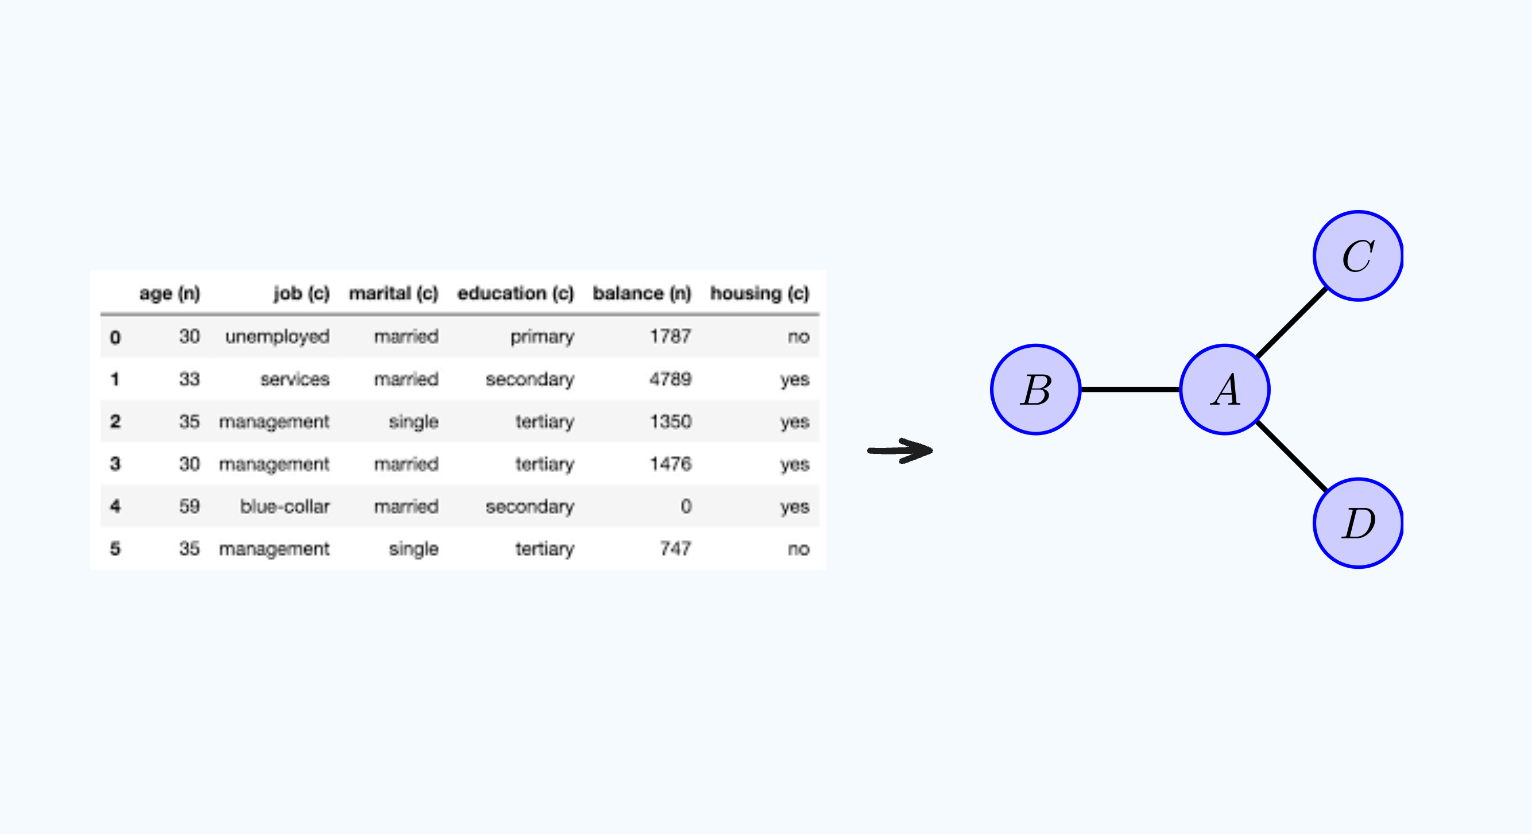 age (n) job (c) marital (c) education (c) balance (n) housing (c)
0 30 unemployed married primary 1787 no
1 33 services married secondary 4789 yes
2 35 management single tertiary 1350 yes
3 30 management married tertiary 1476 yes
4 59 blue-collar married secondary 0 yes
5 35 management single tertiary 747 no
C
B A
D